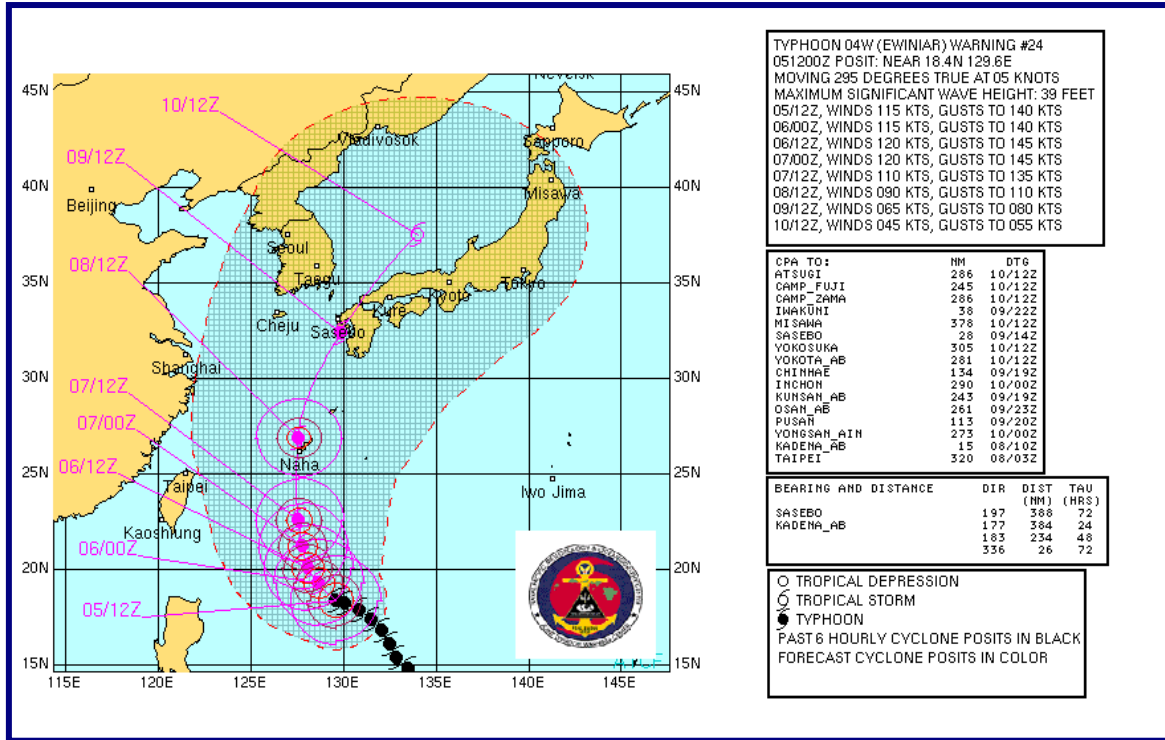 TYPHOON 04W (EWINIAR) WARNING #24
051200Z POSIT: NEAR 18.4N 129.6E
MOVING 295 DEGREES TRUE AT 05 KNOTS
MAXIMUM SIGNIFICANT WAVE HEIGHT: 39 FEET
05/12Z, WINDS 115 KTS, GUSTS TO 140 KTS
06/00Z, WINDS 115 KTS, GUSTS TO 140 KTS
06/12Z, WINDS 120 KTS, GUSTS TO 145 KTS
07/00Z, WINDS 120 KTS, GUSTS TO 145 KTS
07/12Z, WINDS 110 KTS, GUSTS TO 135 KTS
08/12Z, WINDS 090 KTS, GUSTS TO 110 KTS
09/12Z, WINDS 065 KTS, GUSTS TO 080 KTS
10/12Z, WINDS 045 KTS, GUSTS TO 055 KTS
CPA TO: NM DTG
ATSUGI 286 10/12Z
CAMP_FUJI 245 10/12Z
CAMP_ZAMA 286 10/12Z
IWAKUNI 38 09/22Z
MISAWA 378 10/12Z
SASEBO 28 09/14Z
YOKOSUKA 305 10/12Z
YOKOTA_AB 281 10/12Z
CHINHAE 134 09/19Z
INCHON 290 10/00Z
KUNSAN_AB 243 09/19Z
OSAN_AB 261 09/23Z
PUSAN 113 09/20Z
YONGSAN_AIN 273 10/00Z
KADENA_AB 15 08/10Z
TAIPEI 320 08/03Z
BEARING AND DISTANCE DIR DIST TAU
(NM) (HRS)
SASEBO 197 388 72
KADENA_AB 177 384 24
183 234 48
336 26 72
TROPICAL DEPRESSION
TROPICAL STORM
TYPHOON
PAST 6 HOURLY CYCLONE POSITS IN BLACK
FORECAST CYCLONE POSITS IN COLOR
45N
40N
35N
30N
25N
20N
15N
45N
40N
35N
30N
25N
20N
15N
115E
120E
125E
130E
135E
140E
145E
10/12Z
09/12Z
08/12Z
07/12Z
07/00Z
06/12Z
06/00Z
05/12Z
Vladivosok
Sapporo
Misawa
Beijing
Seoul
Taegu
Cheju
Sasebo
Kure
Kyoto
Tokyo
Shanghai
Naha
Taipei
Kaoshiung
Iwo Jima